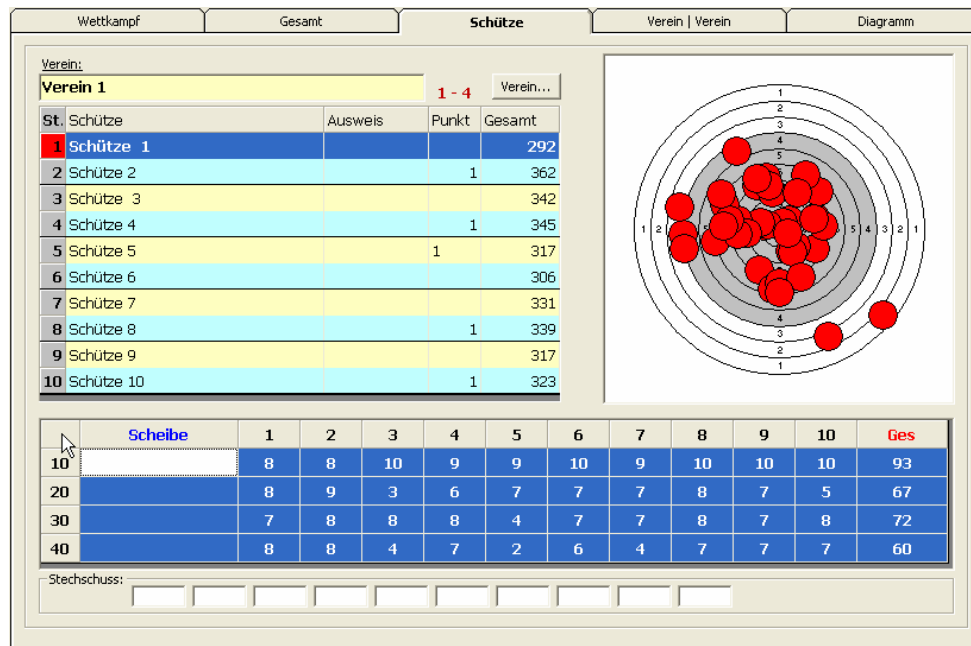 Wettkampf Gesamt Schütze Verein | Verein Diagramm
Verein:
Verein 1 1 - 4 Verein...
St. Schütze Ausweis Punkt Gesamt
1 Schütze 1 292
2 Schütze 2 1 362
3 Schütze 3 342
4 Schütze 4 1 345
5 Schütze 5 1 317
6 Schütze 6 306
7 Schütze 7 331
8 Schütze 8 1 339
9 Schütze 9 317
10 Schütze 10 1 323
1
2
3
4
5
1 2 5 4 3 2 1
4
3
2
1
Scheibe 1 2 3 4 5 6 7 8 9 10 Ges
10 8 8 10 9 9 10 9 10 10 10 93
20 8 9 3 6 7 7 7 8 7 5 67
30 7 8 8 8 4 7 7 8 7 8 72
40 8 8 4 7 2 6 4 7 7 7 60
Stechschuss: